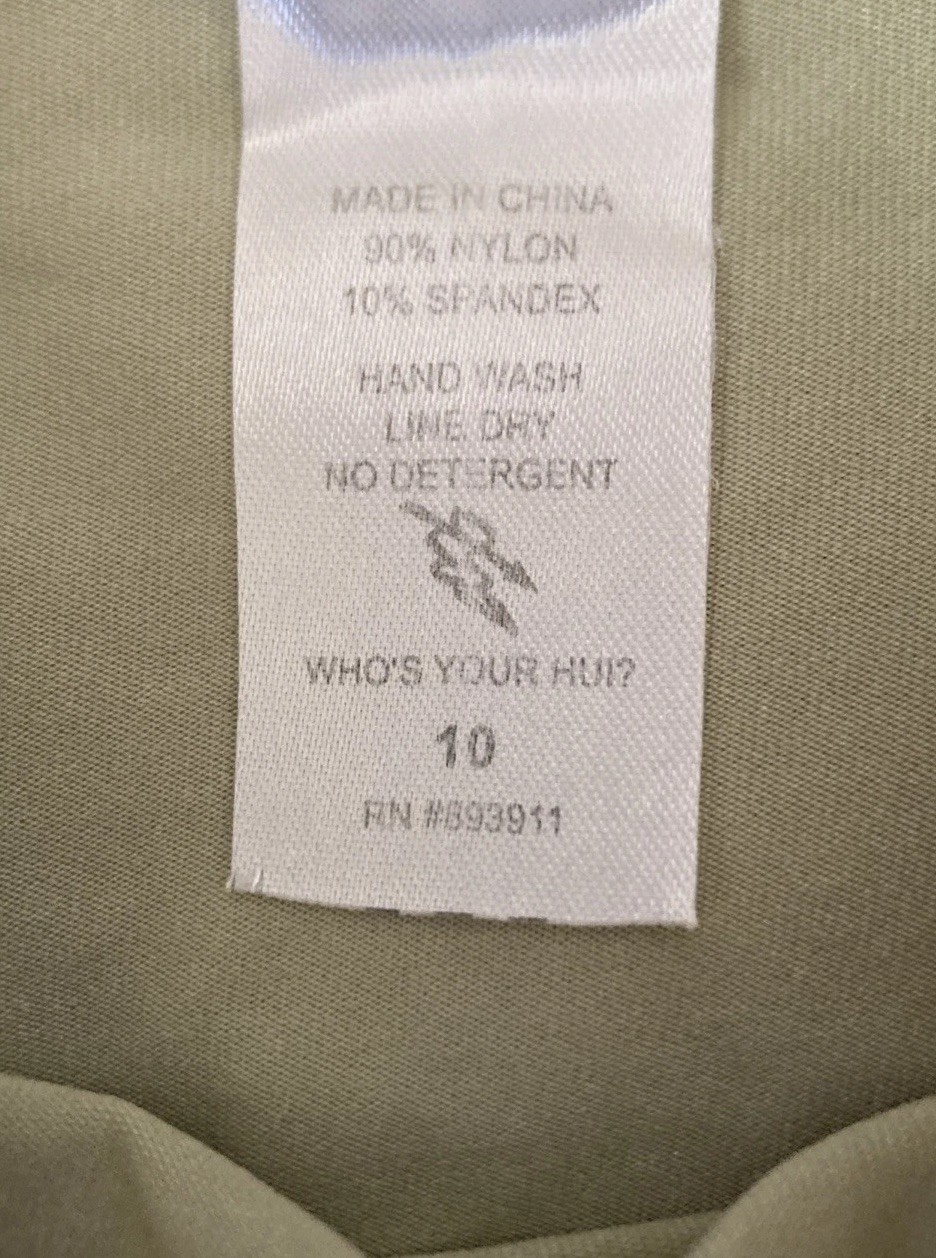 MADE IN CHINA
90% NYLON
10% SPANDEX
HAND WASH
LINE DRY
NO DETERGENT
WHO'S YOUR HUI?
10
RN #893911